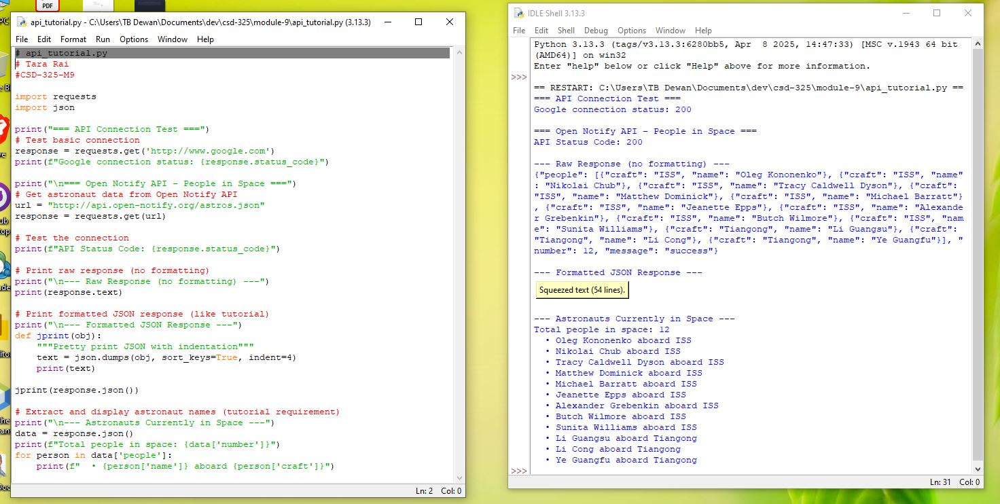 PDF
api_tutorial.py - C:\Users\TB Dewan\Documents\dev\csd-325\module-9\api_tutorial.py (3.13.3)
File Edit Format Run Options Window Help
# api_tutorial.py
# Tara Rai
#CSD-325-M9
import requests
import json
print("=== API Connection Test ===")
# Test basic connection
response = requests.get('http://www.google.com')
print(f"Google connection status: {response.status_code}")
print("\n=== Open Notify API - People in Space ===")
# Get astronaut data from Open Notify API
url = "http://api.open-notify.org/astros.json"
response = requests.get(url)
# Test the connection
print(f"API Status Code: {response.status_code}")
# Print raw response (no formatting)
print("\n--- Raw Response (no formatting) ---")
print(response.text)
# Print formatted JSON response (like tutorial)
print("\n--- Formatted JSON Response ---")
def jprint(obj):
    """Pretty print JSON with indentation"""
    text = json.dumps(obj, sort_keys=True, indent=4)
    print(text)
jprint(response.json())
# Extract and display astronaut names (tutorial requirement)
print("\n--- Astronauts Currently in Space ---")
data = response.json()
print(f"Total people in space: {data['number']}")
for person in data['people']:
    print(f"  • {person['name']} aboard {person['craft']}")
Ln: 2 Col: 0
IDLE Shell 3.13.3
File Edit Shell Debug Options Window Help
Python 3.13.3 (tags/v3.13.3:6280bb5, Apr  8 2025, 14:47:33) [MSC v.1943 64 bit
(AMD64)] on win32
Enter "help" below or click "Help" above for more information.
>>>
== RESTART: C:\Users\TB Dewan\Documents\dev\csd-325\module-9\api_tutorial.py ==
=== API Connection Test ===
Google connection status: 200
=== Open Notify API - People in Space ===
API Status Code: 200
--- Raw Response (no formatting) ---
{"people": [{"craft": "ISS", "name": "Oleg Kononenko"}, {"craft": "ISS", "name"
: "Nikolai Chub"}, {"craft": "ISS", "name": "Tracy Caldwell Dyson"}, {"craft":
"ISS", "name": "Matthew Dominick"}, {"craft": "ISS", "name": "Michael Barratt"}
, {"craft": "ISS", "name": "Jeanette Epps"}, {"craft": "ISS", "name": "Alexande
r Grebenkin"}, {"craft": "ISS", "name": "Butch Wilmore"}, {"craft": "ISS", "nam
e": "Sunita Williams"}, {"craft": "Tiangong", "name": "Li Guangsu"}, {"craft":
"Tiangong", "name": "Li Cong"}, {"craft": "Tiangong", "name": "Ye Guangfu"}], "
number": 12, "message": "success"}
--- Formatted JSON Response ---
Squeezed text (54 lines).
--- Astronauts Currently in Space ---
Total people in space: 12
  • Oleg Kononenko aboard ISS
  • Nikolai Chub aboard ISS
  • Tracy Caldwell Dyson aboard ISS
  • Matthew Dominick aboard ISS
  • Michael Barratt aboard ISS
  • Jeanette Epps aboard ISS
  • Alexander Grebenkin aboard ISS
  • Butch Wilmore aboard ISS
  • Sunita Williams aboard ISS
  • Li Guangsu aboard Tiangong
  • Li Cong aboard Tiangong
  • Ye Guangfu aboard Tiangong
>>>
Ln: 31 Col: 0